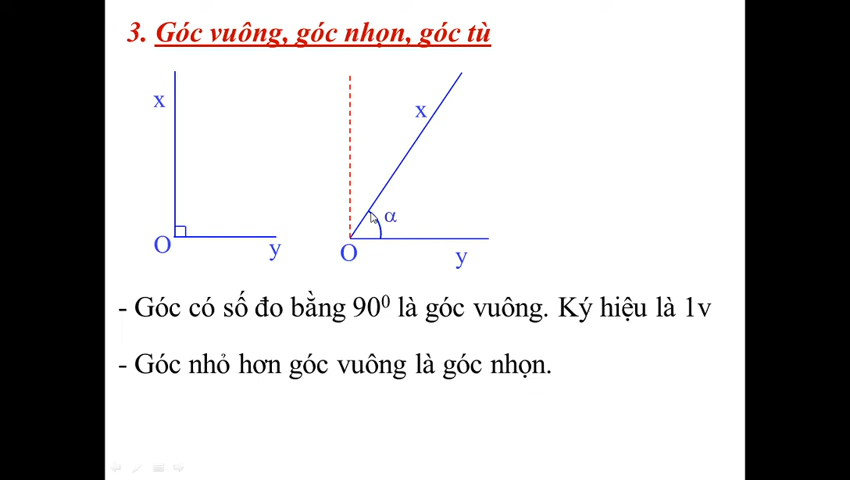 3. Góc vuông, góc nhọn, góc tù
x
O
y
x
α
O
y
- Góc có số đo bằng 90⁰ là góc vuông. Ký hiệu là 1v
- Góc nhỏ hơn góc vuông là góc nhọn.